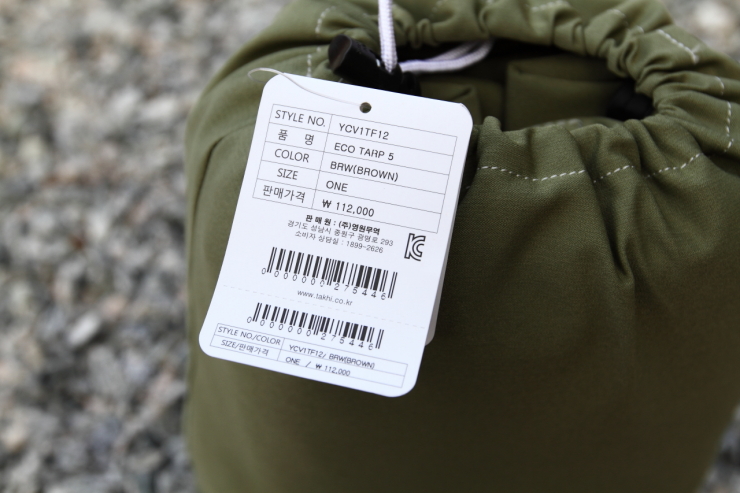 STYLE NO. YCV1TF12
품 명 ECO TARP 5
COLOR BRW(BROWN)
SIZE ONE
판매가격 ₩ 112,000
판 매 원 : (주)영원무역
경기도 성남시 중원구 광명로 293
소비자 상담실 : 1899-2626
0000000275446
www.takhi.co.kr
0000000275446
STYLE NO/COLOR YCV1TF12/ BRW(BROWN)
SIZE/판매가격 ONE / ₩ 112,000